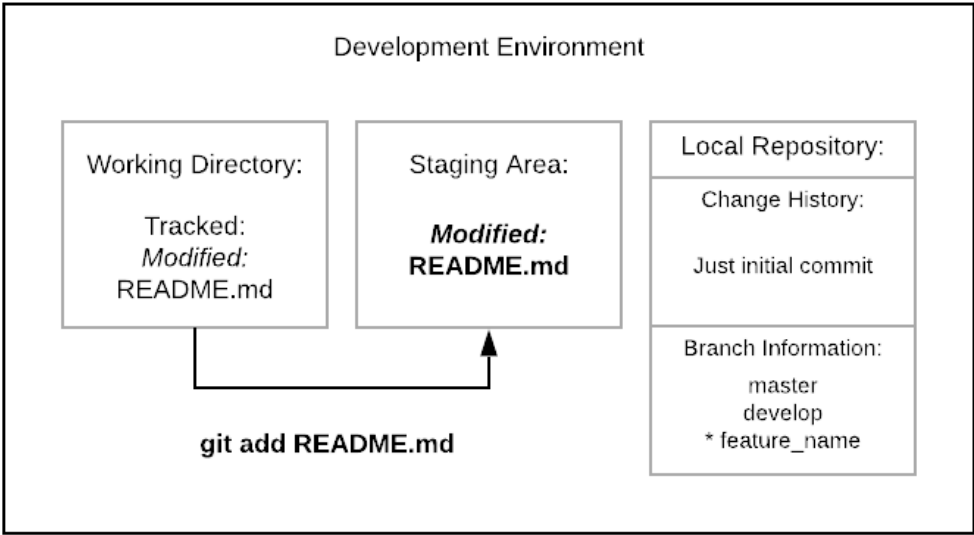 Development Environment
Working Directory:
Tracked:
Modified:
README.md
Staging Area:
Modified:
README.md
Local Repository:
Change History:
Just initial commit
Branch Information:
master
develop
* feature_name
git add README.md